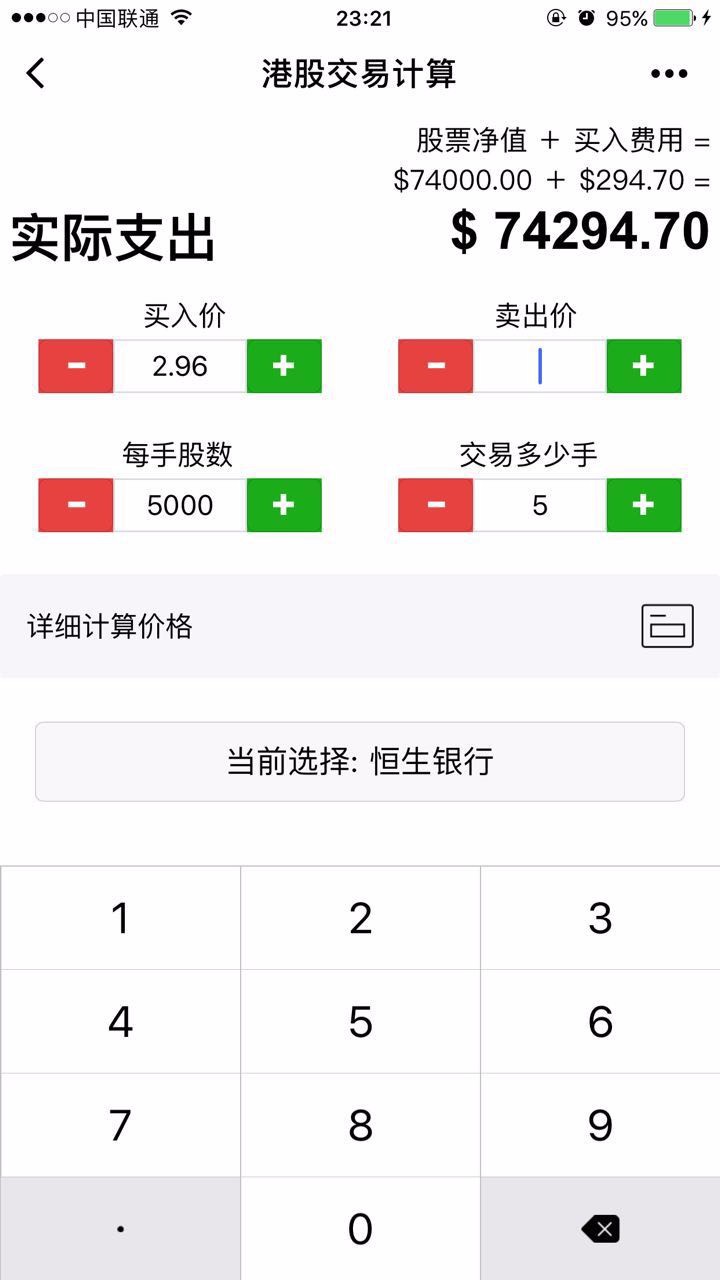 中国联通 23:21 95%
港股交易计算
股票净值 + 买入费用 =
$74000.00 + $294.70 =
实际支出 $ 74294.70
买入价 卖出价
- 2.96 + - +
每手股数 交易多少手
- 5000 + - 5 +
详细计算价格
当前选择: 恒生银行
1 2 3
4 5 6
7 8 9
. 0